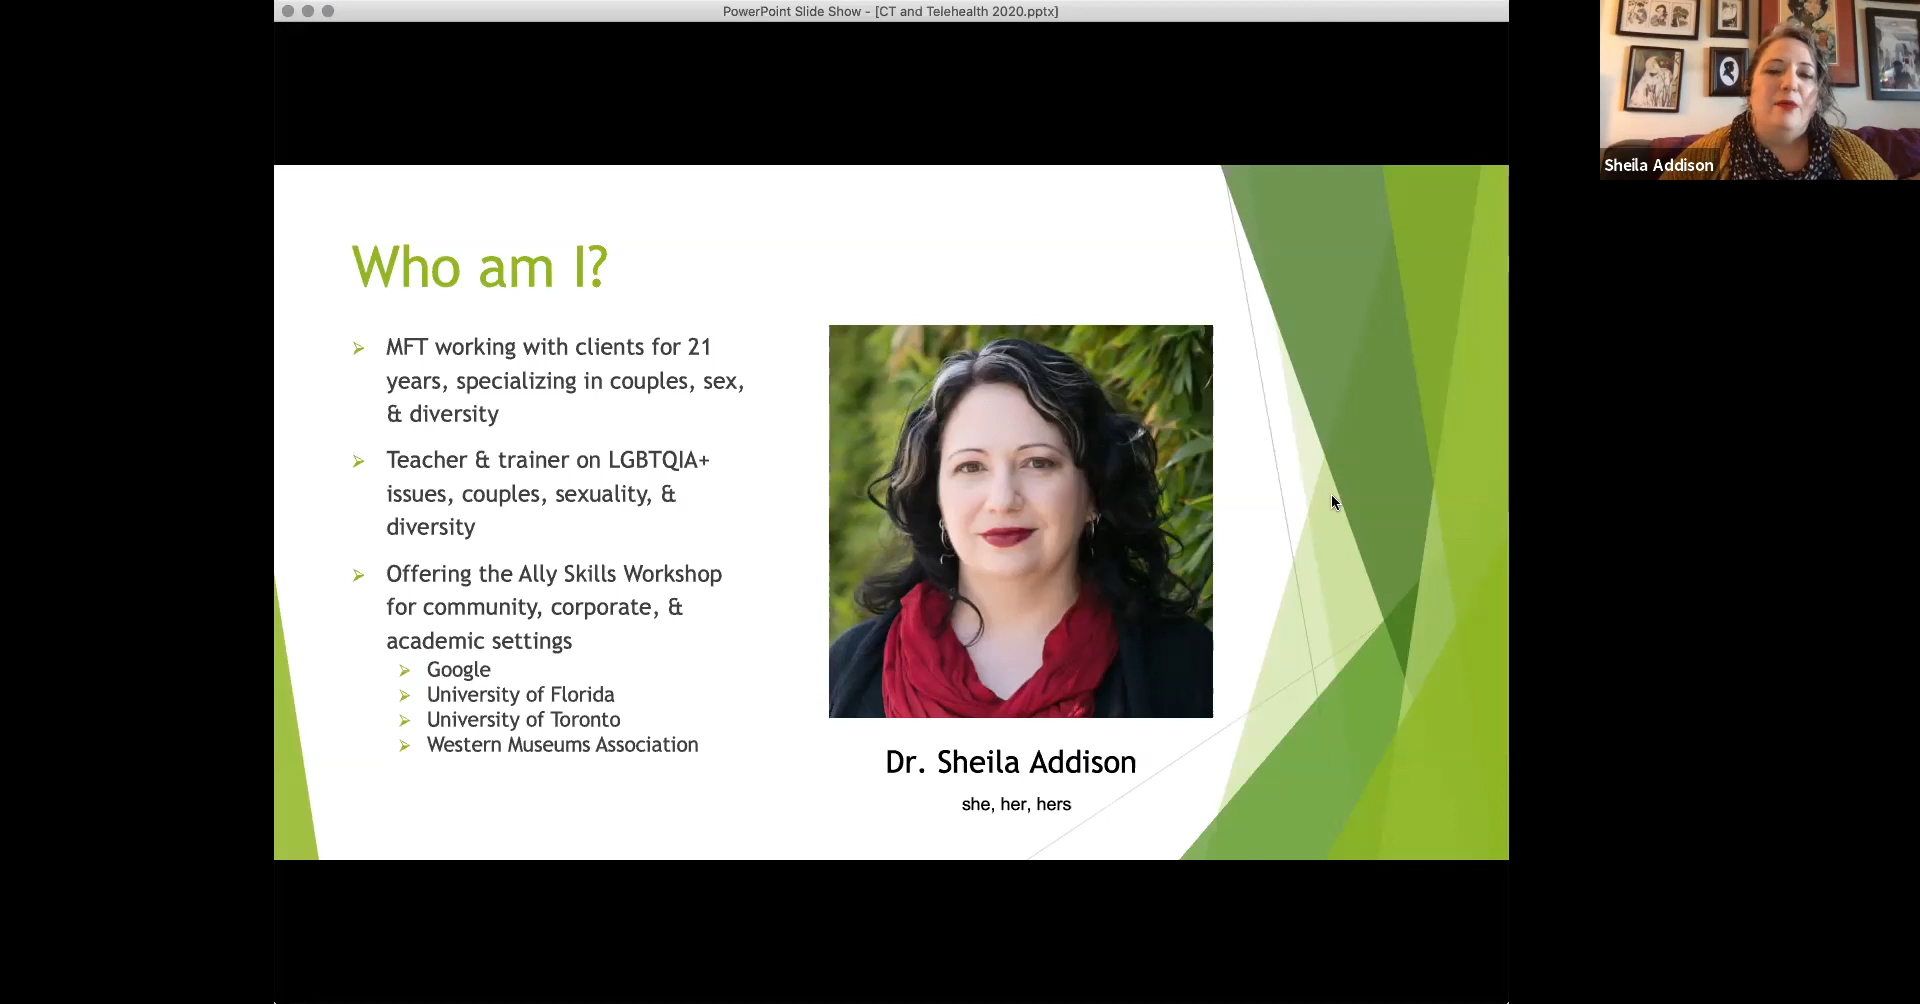 PowerPoint Slide Show - [CT and Telehealth 2020.pptx]
Sheila Addison
Who am I?
MFT working with clients for 21
years, specializing in couples, sex,
& diversity
Teacher & trainer on LGBTQIA+
issues, couples, sexuality, &
diversity
Offering the Ally Skills Workshop
for community, corporate, &
academic settings
Google
University of Florida
University of Toronto
Western Museums Association
Dr. Sheila Addison
she, her, hers